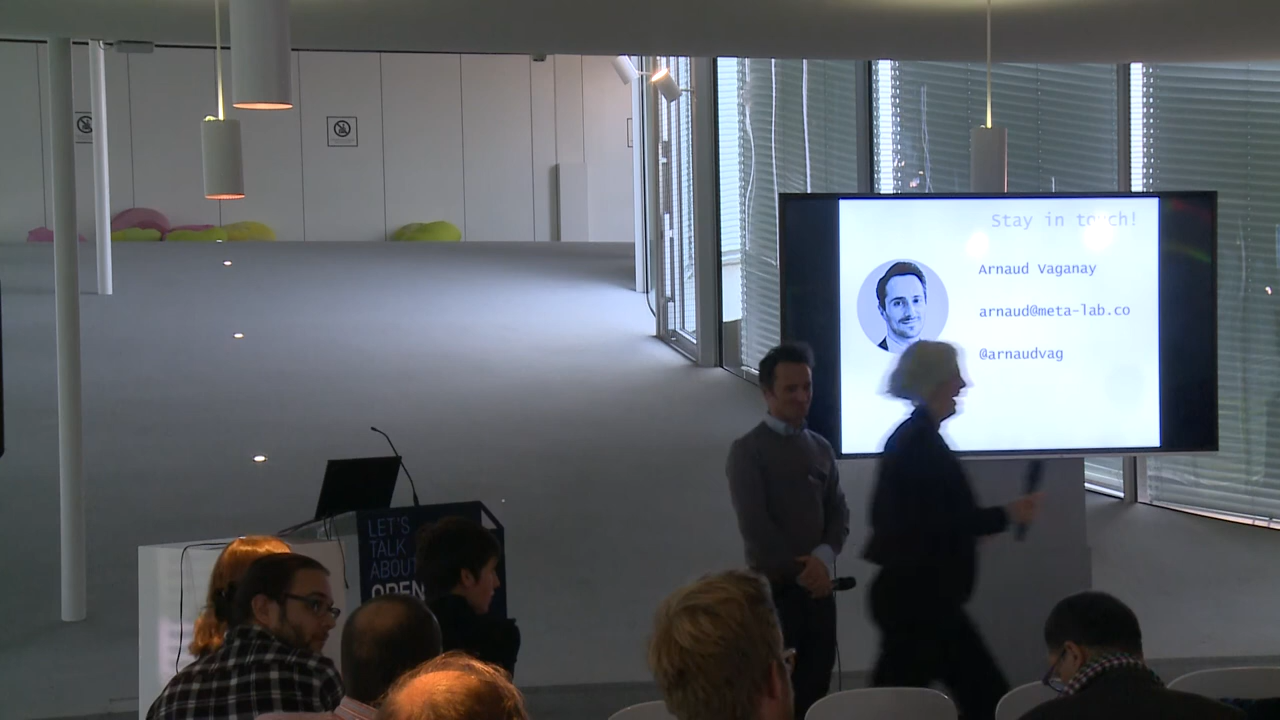 Stay in touch!
Arnaud Vaganay
arnaud@meta-lab.co
@arnaudvag
LET'S
TALK
ABOUT
OPEN